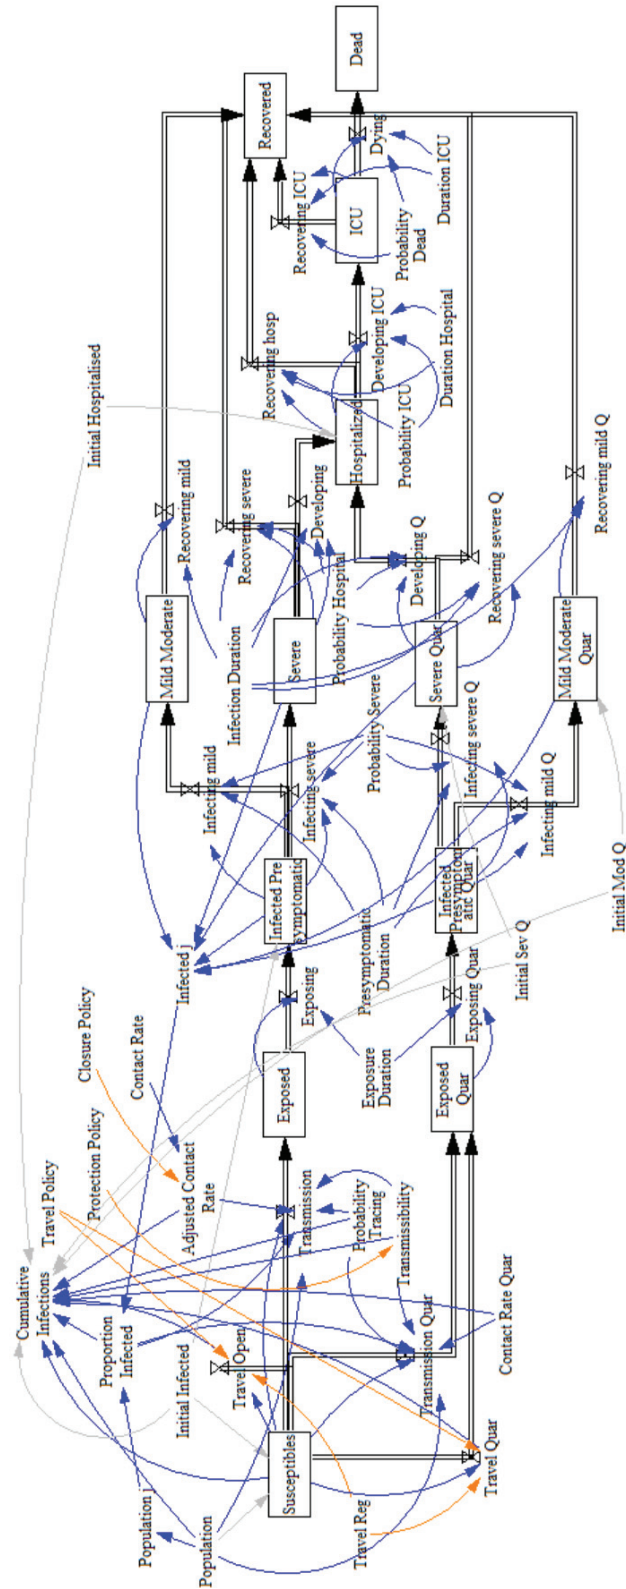 Cumulative
Infections
Travel Policy
Protection Policy
Closure Policy
Contact Rate
Adjusted Contact
Rate
Population j
Proportion
Infected
Population
Initial Infected
Infected j
Initial Hospitalised
Susceptibles
Travel Open
Transmission
Exposed
Exposing
Infected Pre
symptomatic
Infecting mild
Infecting severe
Mild Moderate
Recovering mild
Infection Duration
Recovering severe
Severe
Developing
Probability Hospital
Recovering hosp
Hospitalized
Developing ICU
Probability ICU
Duration Hospital
Recovering ICU
ICU
Recovered
Dying
Dead
Probability
Dead
Duration ICU
Travel Reg
Travel Quar
Transmission Quar
Probability
Tracing
Transmissibility
Contact Rate Quar
Exposure
Duration
Exposed
Quar
Exposing Quar
Presymptomatic
Duration
Probability Severe
Infected
Presymptom
atic Quar
Infecting severe Q
Infecting mild Q
Severe Quar
Developing Q
Recovering severe Q
Mild Moderate
Quar
Recovering mild Q
Initial Sev Q
Initial Mod Q